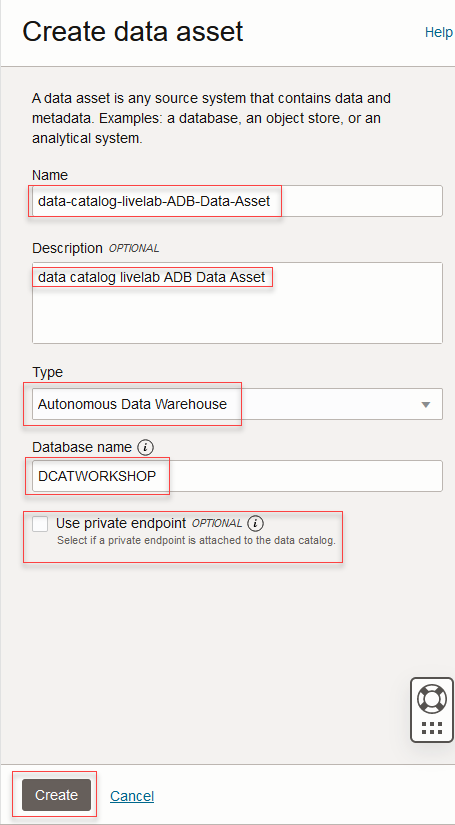 Create data asset
Help
A data asset is any source system that contains data and
metadata. Examples: a database, an object store, or an
analytical system.
Name
data-catalog-livelab-ADB-Data-Asset
Description OPTIONAL
data catalog livelab ADB Data Asset
Type
Autonomous Data Warehouse
Database name i
DCATWORKSHOP
Use private endpoint OPTIONAL i
Select if a private endpoint is attached to the data catalog.
Create Cancel